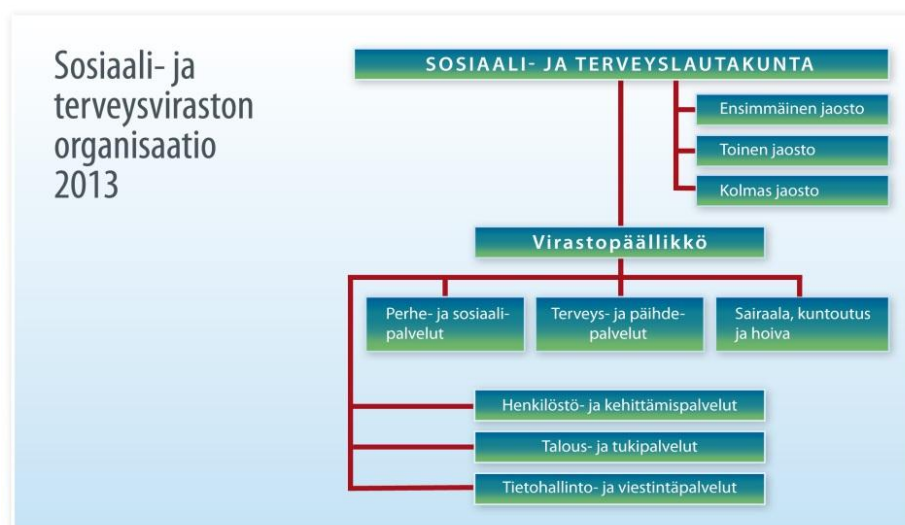 Sosiaali- ja
terveysviraston
organisaatio
2013
SOSIAALI- JA TERVEYSLAUTAKUNTA
Ensimmäinen jaosto
Toinen jaosto
Kolmas jaosto
Virastopäällikkö
Perhe- ja sosiaali-
palvelut
Terveys- ja päihde-
palvelut
Sairaala, kuntoutus
ja hoiva
Henkilöstö- ja kehittämispalvelut
Talous- ja tukipalvelut
Tietohallinto- ja viestintäpalvelut